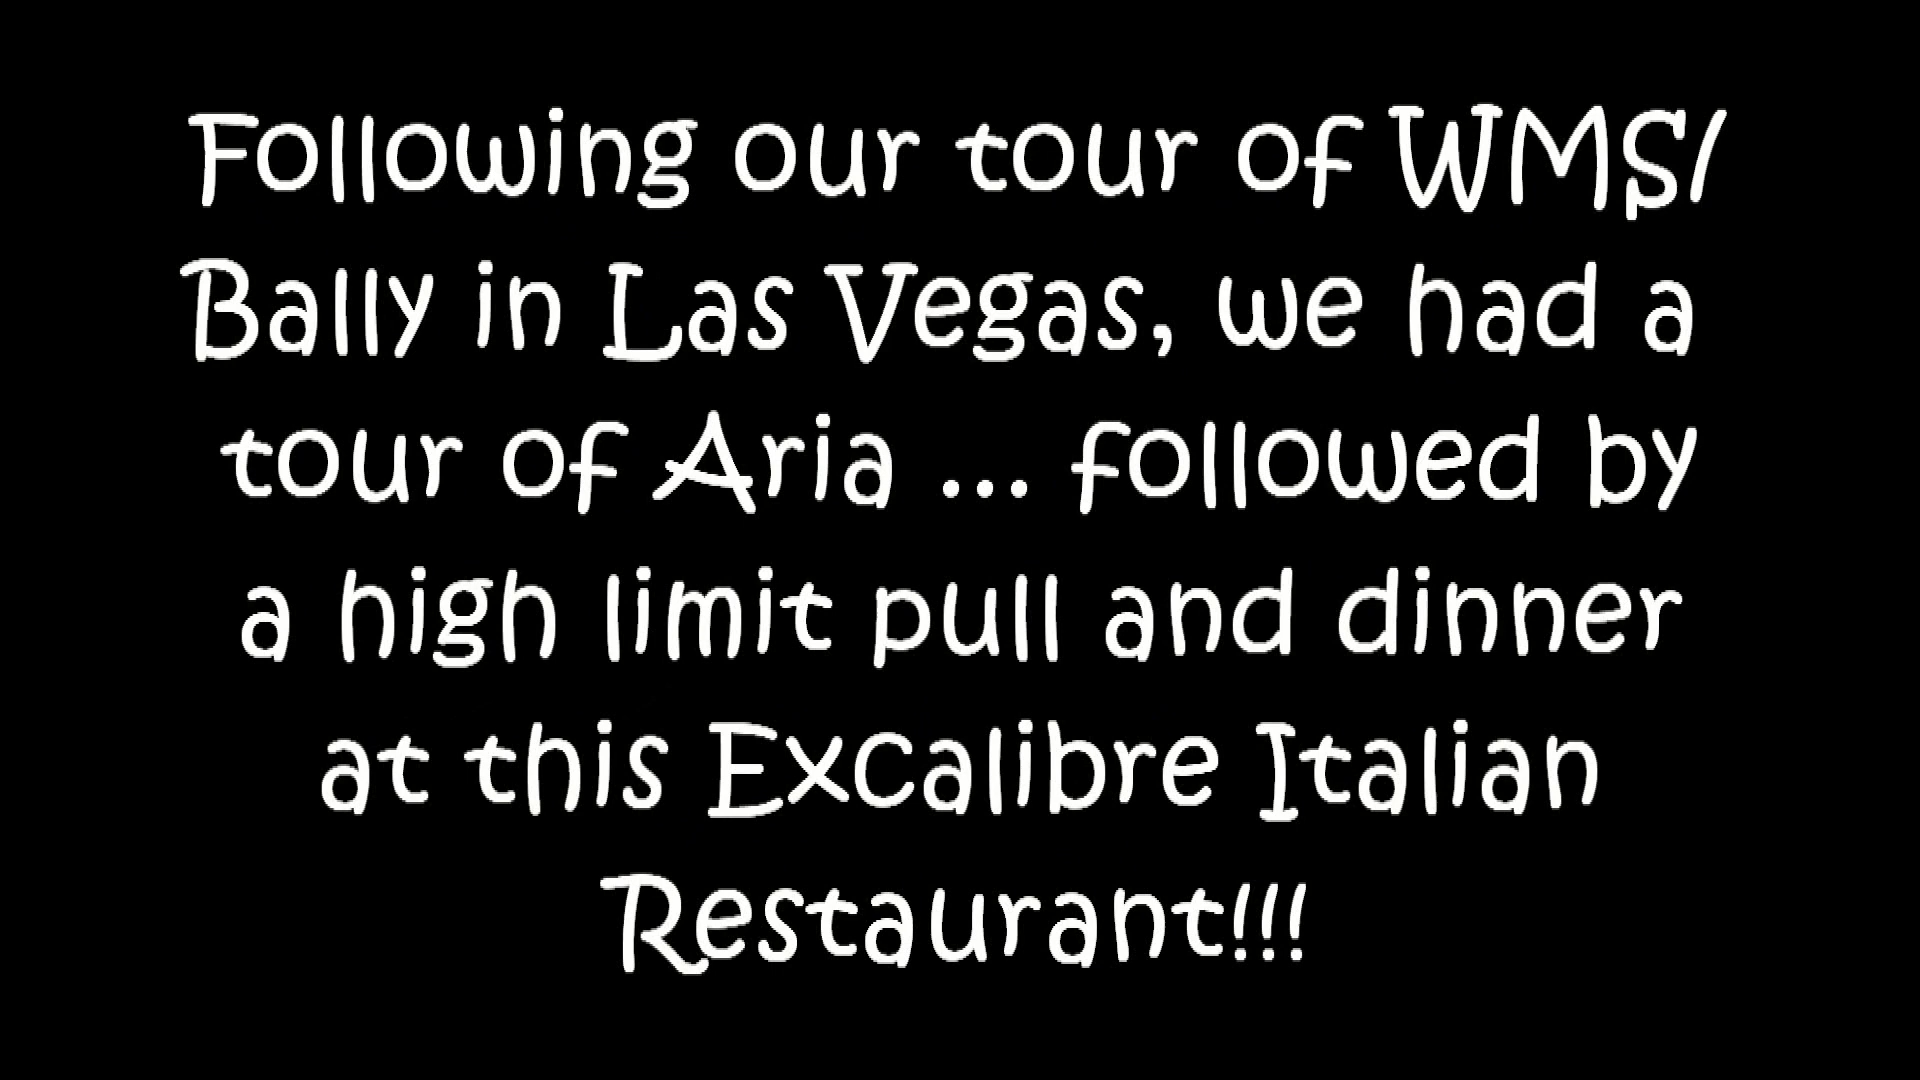 Following our tour of WMS/
Bally in Las Vegas, we had a
tour of Aria ... followed by
a high limit pull and dinner
at this Excalibre Italian
Restaurant!!!